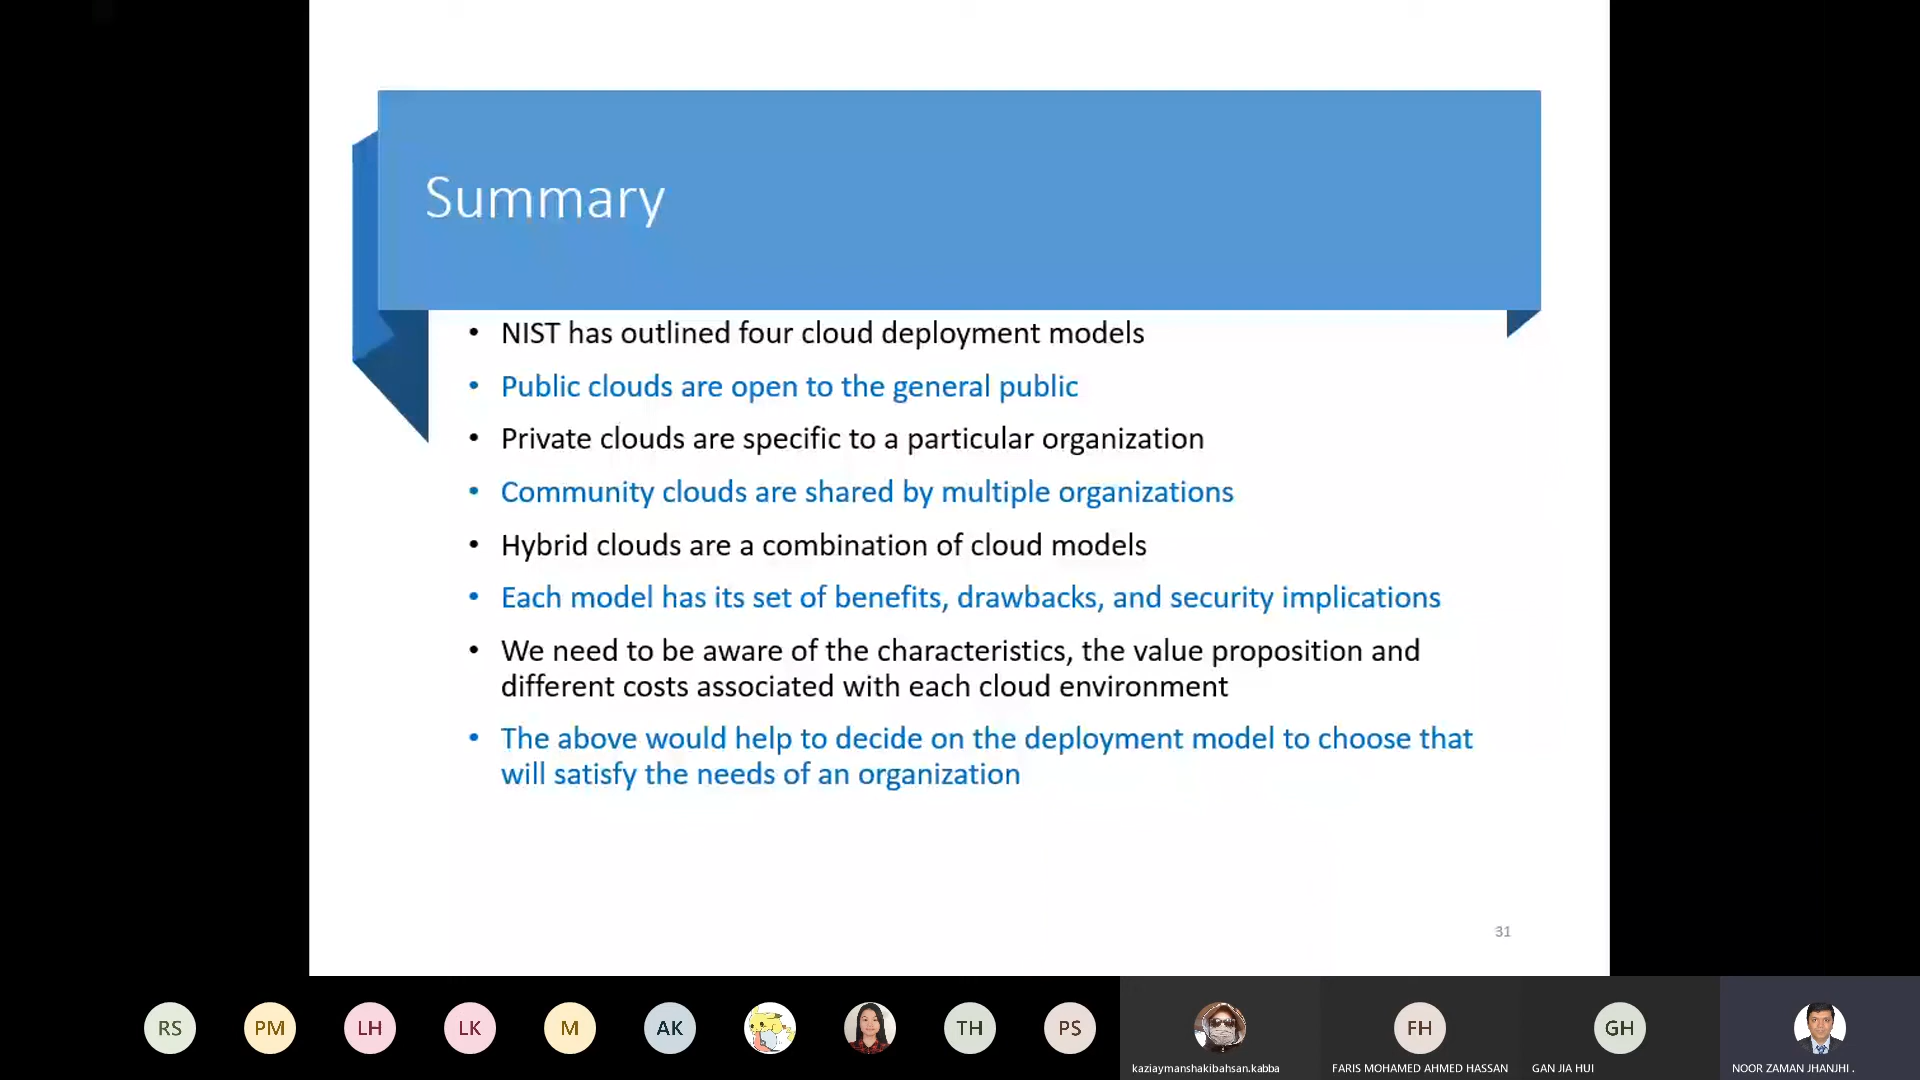 Summary
• NIST has outlined four cloud deployment models
• Public clouds are open to the general public
• Private clouds are specific to a particular organization
• Community clouds are shared by multiple organizations
• Hybrid clouds are a combination of cloud models
• Each model has its set of benefits, drawbacks, and security implications
• We need to be aware of the characteristics, the value proposition and
different costs associated with each cloud environment
• The above would help to decide on the deployment model to choose that
will satisfy the needs of an organization
31
RS PM LH LK M AK TH PS FH GH
kaziaymanshakibahsan.kabba FARIS MOHAMED AHMED HASSAN GAN JIA HUI NOOR ZAMAN JHANJHI .